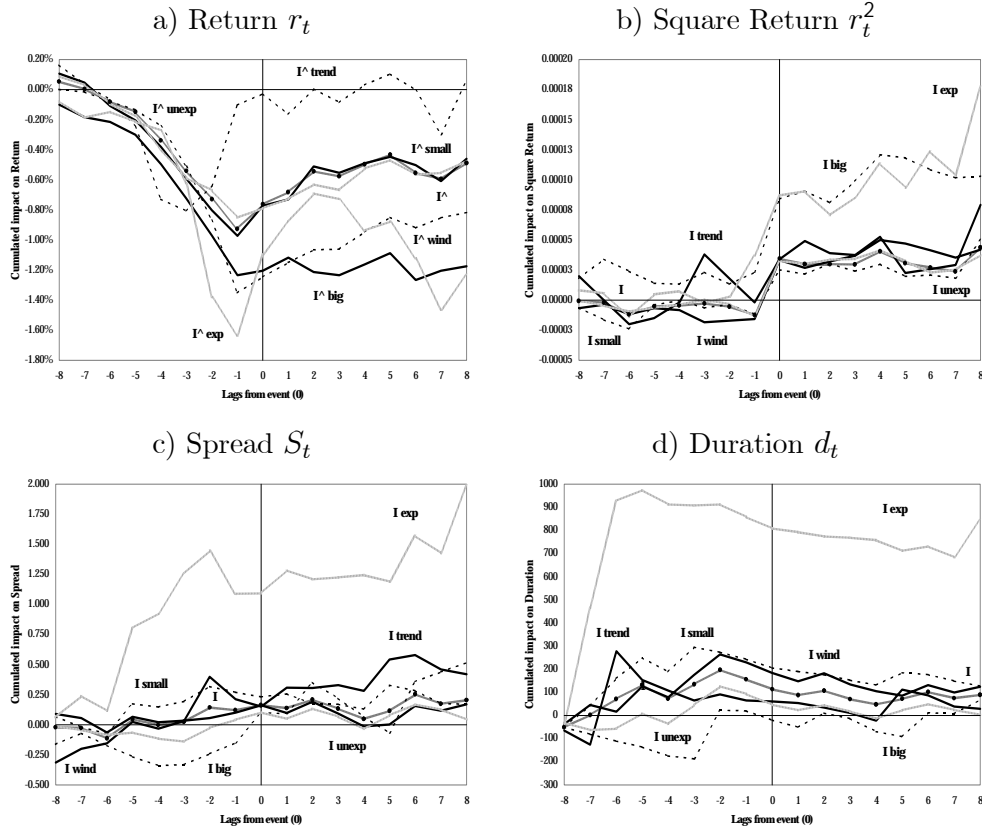 a) Return r_t
b) Square Return r_t^2
Cumulated impact on Return
0.20%
0.00%
-0.20%
-0.40%
-0.60%
-0.80%
-1.00%
-1.20%
-1.40%
-1.60%
-1.80%
I^ trend
I^ unexp
I^ small
I^
I^ wind
I^ big
I^ exp
-8 -7 -6 -5 -4 -3 -2 -1 0 1 2 3 4 5 6 7 8
Lags from event (0)
Cumulated impact on Square Return
0.00020
0.00018
0.00015
0.00013
0.00010
0.00008
0.00005
0.00003
0.00000
-0.00003
-0.00005
I exp
I big
I trend
I
I unexp
I small
I wind
-8 -7 -6 -5 -4 -3 -2 -1 0 1 2 3 4 5 6 7 8
Lags from event (0)
c) Spread S_t
d) Duration d_t
Cumulated impact on Spread
2.000
1.750
1.500
1.250
1.000
0.750
0.500
0.250
0.000
-0.250
-0.500
I exp
I trend
I small
I
I unexp
I wind
I big
-8 -7 -6 -5 -4 -3 -2 -1 0 1 2 3 4 5 6 7 8
Lags from event (0)
Cumulated impact on Duration
1000
900
800
700
600
500
400
300
200
100
0
-100
-200
-300
I exp
I trend
I small
I wind
I
I unexp
I big
-8 -7 -6 -5 -4 -3 -2 -1 0 1 2 3 4 5 6 7 8
Lags from event (0)